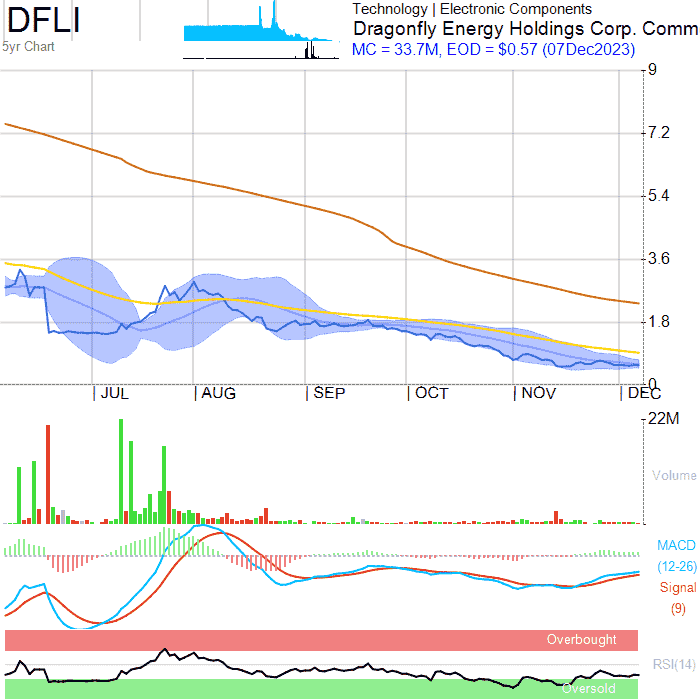 DFLI
5yr Chart
Technology | Electronic Components
Dragonfly Energy Holdings Corp. Comm
MC = 33.7M, EOD = $0.57 (07Dec2023)
9
7.2
5.4
3.6
1.8
0
JUL AUG SEP OCT NOV DEC
22M
Volume
MACD
(12-26)
Signal
(9)
Overbought
RSI(14)
Oversold